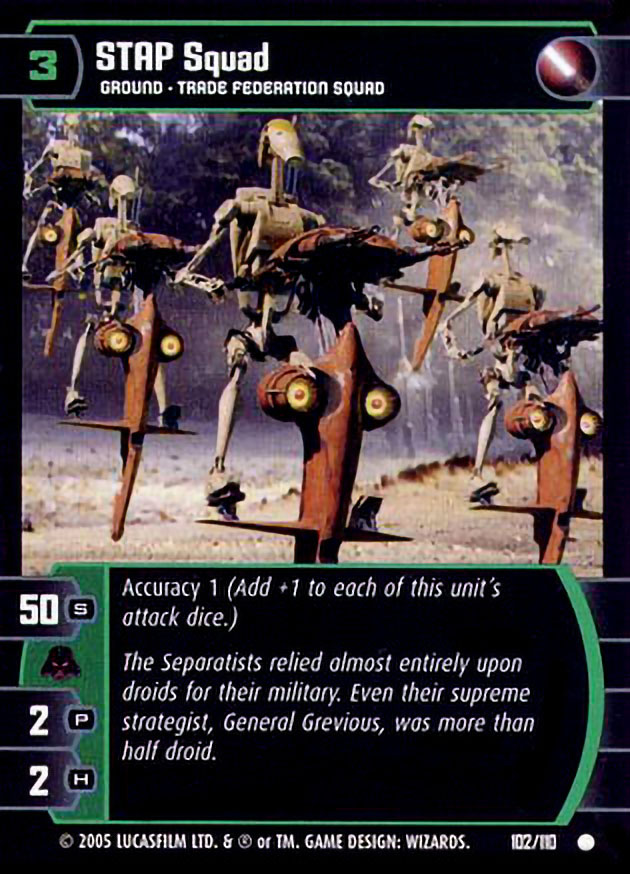 3 STAP Squad
GROUND · TRADE FEDERATION SQUAD
50 S
Accuracy 1 (Add +1 to each of this unit's
attack dice.)
The Separatists relied almost entirely upon
droids for their military. Even their supreme
strategist, General Grevious, was more than
half droid.
2 P
2 H
© 2005 LUCASFILM LTD. & ® or TM. GAME DESIGN: WIZARDS. 102/110